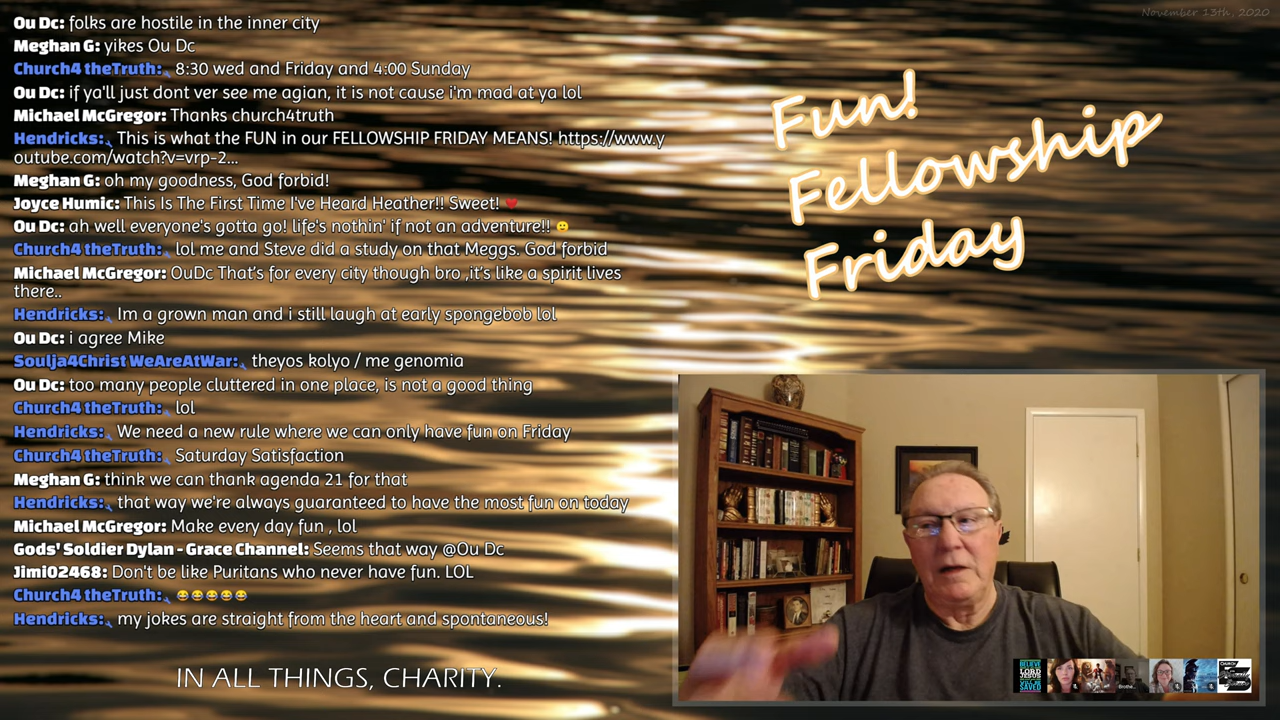 November 13th, 2020
Ou Dc: folks are hostile in the inner city
Meghan G: yikes Ou Dc
Church4 theTruth: 8:30 wed and Friday and 4:00 Sunday
Ou Dc: if ya'll just dont ver see me agian, it is not cause i'm mad at ya lol
Michael McGregor: Thanks church4truth
Hendricks: This is what the FUN in our FELLOWSHIP FRIDAY MEANS! https://www.y
outube.com/watch?v=vrp-2...
Meghan G: oh my goodness, God forbid!
Joyce Humic: This Is The First Time I've Heard Heather!! Sweet! ❤
Ou Dc: ah well everyone's gotta go! life's nothin' if not an adventure!! 🙂
Church4 theTruth: lol me and Steve did a study on that Meggs. God forbid
Michael McGregor: OuDc That's for every city though bro ,it's like a spirit lives
there..
Hendricks: Im a grown man and i still laugh at early spongebob lol
Ou Dc: i agree Mike
Soulja4Christ WeAreAtWar: theyos kolyo / me genomia
Ou Dc: too many people cluttered in one place, is not a good thing
Church4 theTruth: lol
Hendricks: We need a new rule where we can only have fun on Friday
Church4 theTruth: Saturday Satisfaction
Meghan G: think we can thank agenda 21 for that
Hendricks: that way we're always guaranteed to have the most fun on today
Michael McGregor: Make every day fun , lol
Gods' Soldier Dylan - Grace Channel: Seems that way @Ou Dc
Jimi02468: Don't be like Puritans who never have fun. LOL
Church4 theTruth: 😂😂😂😂😂
Hendricks: my jokes are straight from the heart and spontaneous!
IN ALL THINGS, CHARITY.
Fun!
Fellowship
Friday
BELIEVE
LORD
JESUS
SAVED
Brothe...
CHURCH